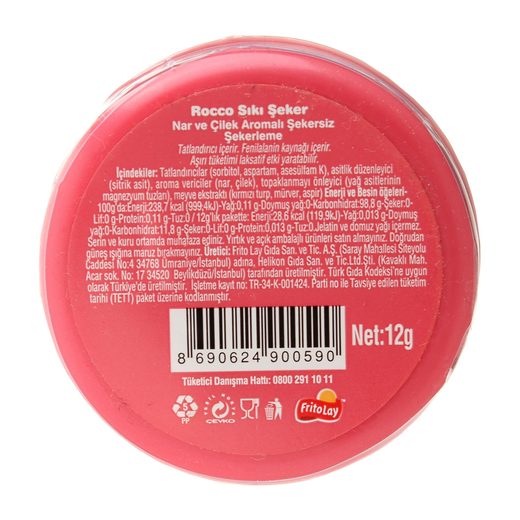 Rocco Sıkı Şeker
Nar ve Çilek Aromalı Şekersiz
Şekerleme
Tatlandırıcı içerir. Fenilalanin kaynağı içerir.
Aşırı tüketimi laksatif etki yaratabilir.
İçindekiler: Tatlandırıcılar (sorbitol, aspartam, asesülfam K), asitlik düzenleyici
(sitrik asit), aroma vericiler (nar, çilek), topaklanmayı önleyici (yağ asitlerinin
magnezyum tuzları), meyve ekstraktı (kırmızı turp, mürver, aspir) Enerji ve Besin öğeleri-
100g da:Enerji:238,7 kcal (999,4kJ)-Yağ:0,11 g-Doymuş yağ:0-Karbonhidrat:98,8 g-Şeker:0-
Lif:0 g-Protein:0,11 g-Tuz:0 / 12g'lık pakette: Enerji:28,6 kcal (119,9kJ)-Yağ:0,013 g-Doymuş
yağ:0-Karbonhidrat:11,8 g-Şeker:0-Lif:0 g-Protein:0,013 g-Tuz:0 Jelatin ve domuz yağı içermez.
Serin ve kuru ortamda muhafaza ediniz. Yırtık ve açık ambalajlı ürünleri satın almayınız. Doğrudan
güneş ışığına maruz bırakmayınız. Üretici: Frito Lay Gıda San. ve Tic. A.Ş. (Saray Mahallesi Siteyolu
Caddesi No:4 34768 Ümraniye/İstanbul) adına, Helikon Gıda San. ve Tic.Ltd.Şti. (Kavaklı Mah.
Acar sok. No: 17 34520 Beylikdüzü/İstanbul) tarafından üretilmiştir. Türk Gıda Kodeksi'ne uygun
olarak Türkiye'de üretilmiştir. İşletme kayıt no: TR-34-K-001424. Parti no ile Tavsiye edilen tüketim
tarihi (TETT) paket üzerine kodlanmıştır.
8 690624 900590
Net:12g
Tüketici Danışma Hattı: 0800 291 10 11
5
PP
YEŞİL NOKTA
ÇEVKO
Frito Lay